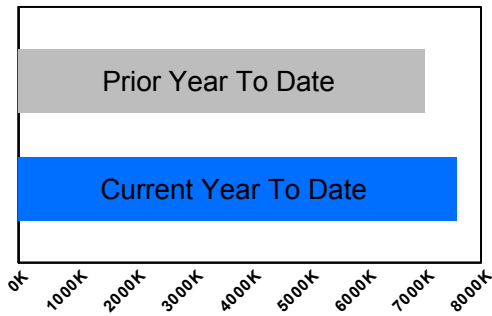 Prior Year To Date
Current Year To Date
0K 1000K 2000K 3000K 4000K 5000K 6000K 7000K 8000K